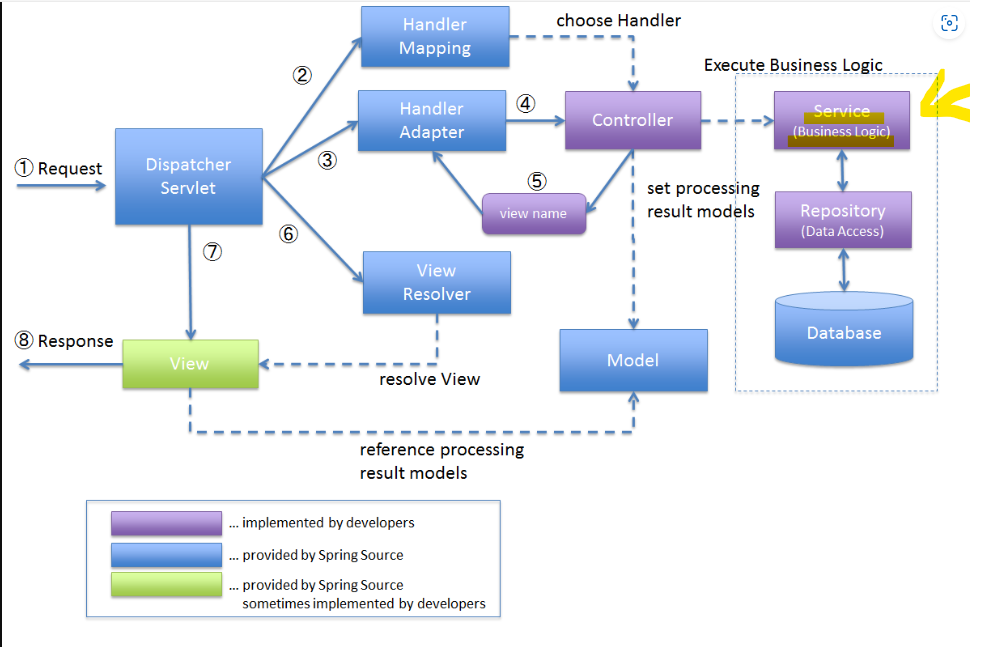 Handler
Mapping
choose Handler
Execute Business Logic
②
Handler
Adapter
④
Controller
Service
(Business Logic)
① Request
Dispatcher
Servlet
③
⑤
view name
set processing
result models
Repository
(Data Access)
⑥
⑦
View
Resolver
⑧ Response
View
resolve View
Model
Database
reference processing
result models
... implemented by developers
... provided by Spring Source
... provided by Spring Source
sometimes implemented by developers